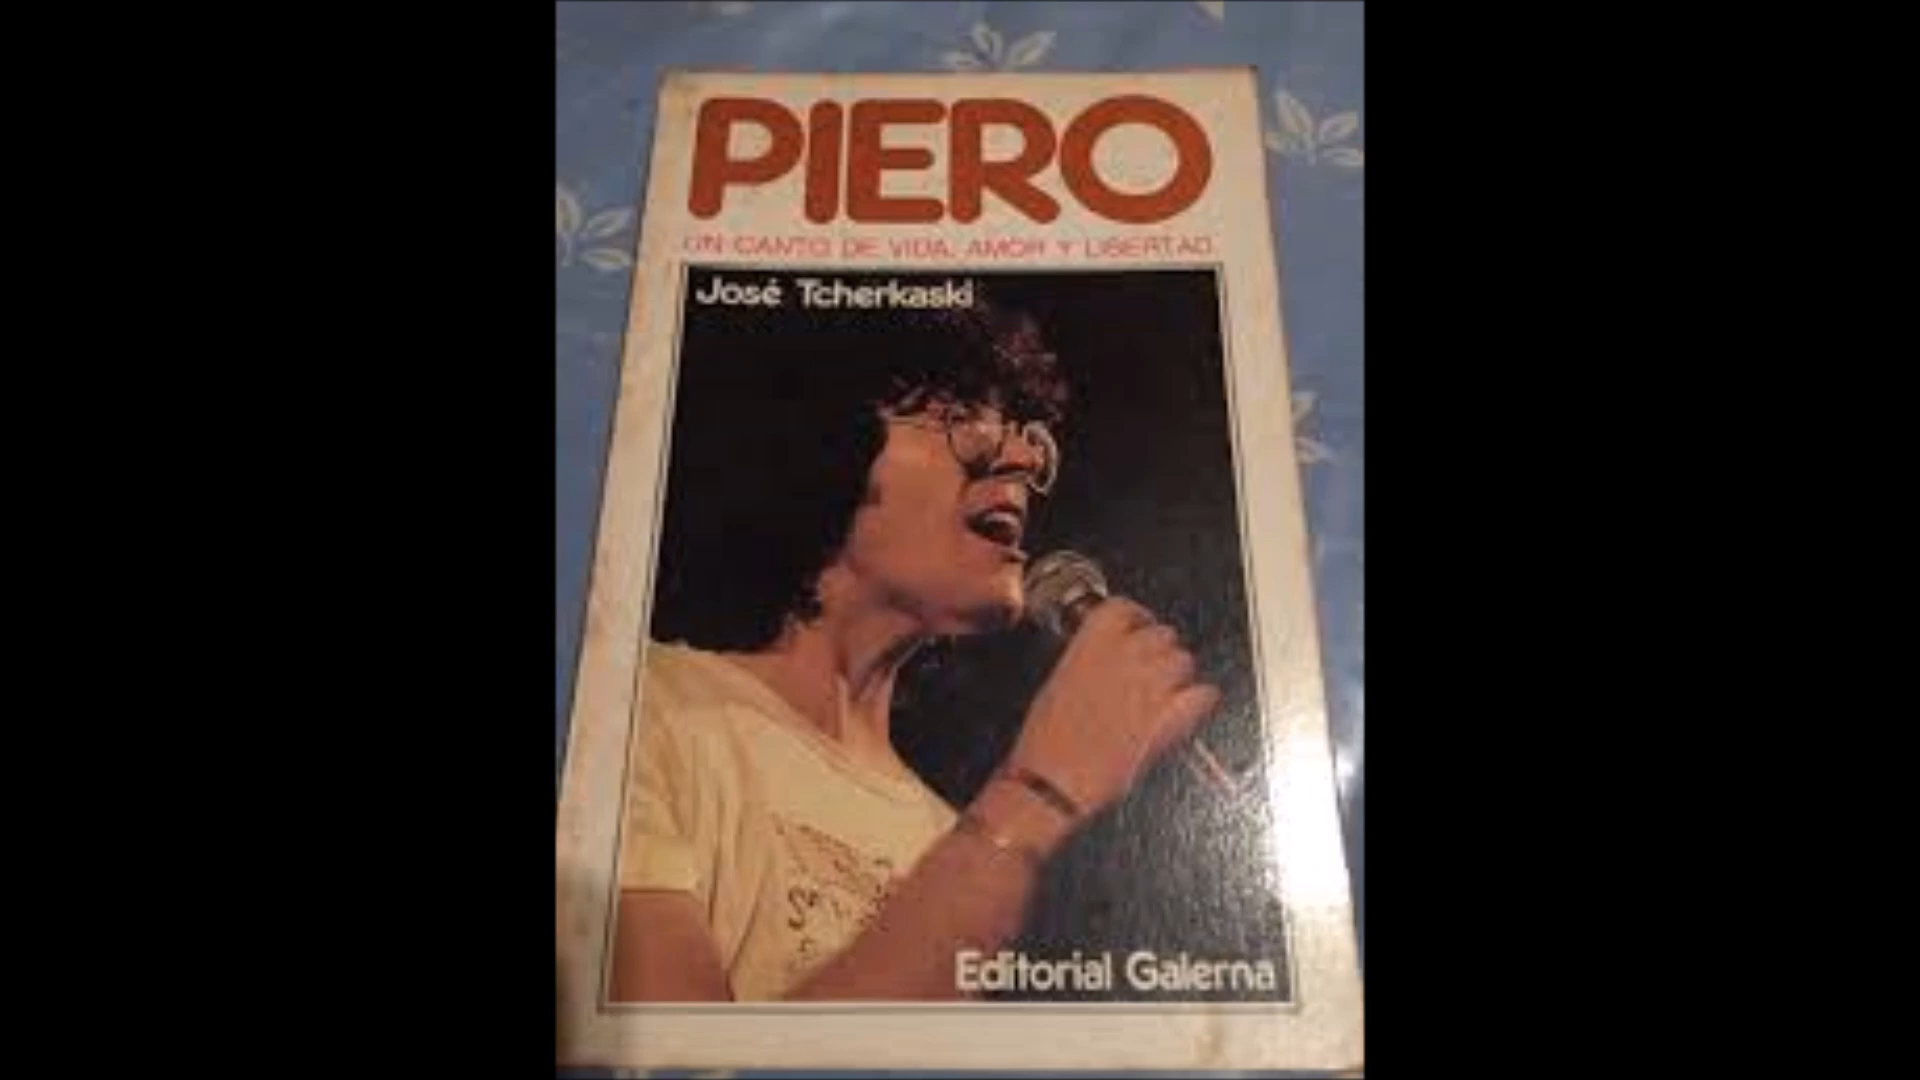 PIERO
UN CANTO DE VIDA, AMOR Y LIBERTAD
José Tcherkaski
Editorial Galerna